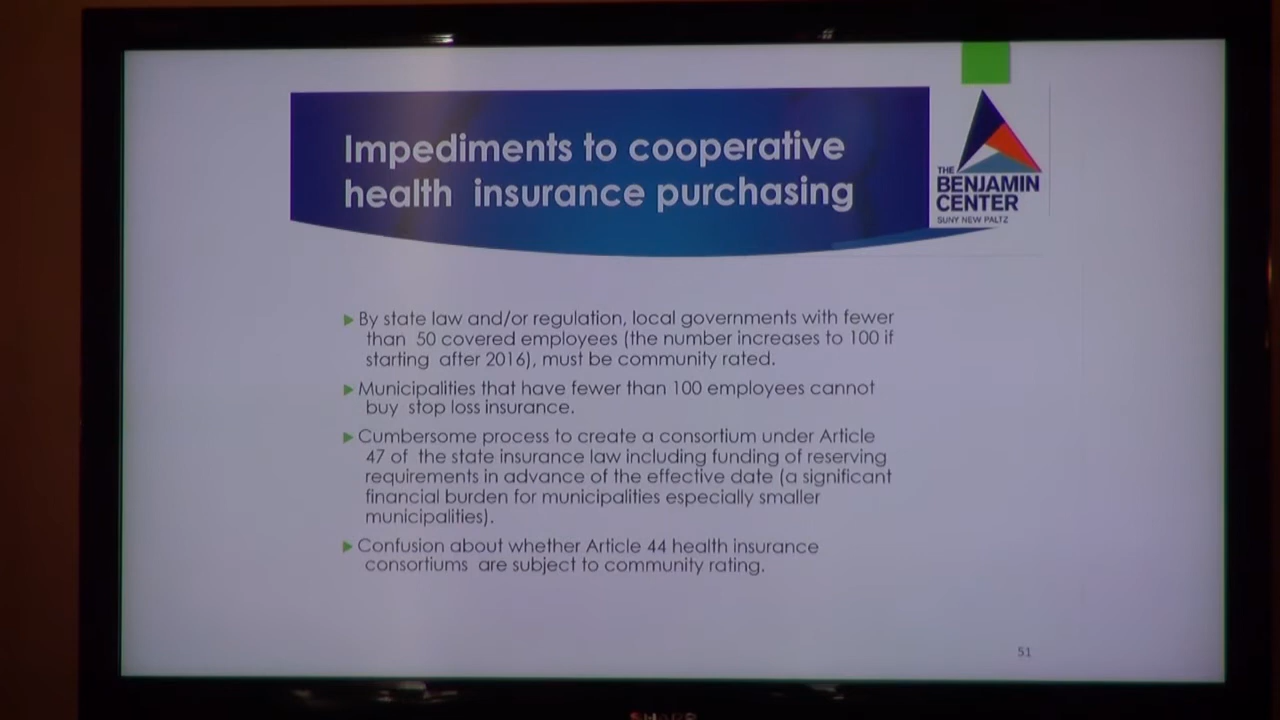 Impediments to cooperative
health insurance purchasing
THE
BENJAMIN
CENTER
SUNY NEW PALTZ
By state law and/or regulation, local governments with fewer
than 50 covered employees (the number increases to 100 if
starting after 2016), must be community rated.
Municipalities that have fewer than 100 employees cannot
buy stop loss insurance.
Cumbersome process to create a consortium under Article
47 of the state insurance law including funding of reserving
requirements in advance of the effective date (a significant
financial burden for municipalities especially smaller
municipalities).
Confusion about whether Article 44 health insurance
consortiums are subject to community rating.
51
SHARP